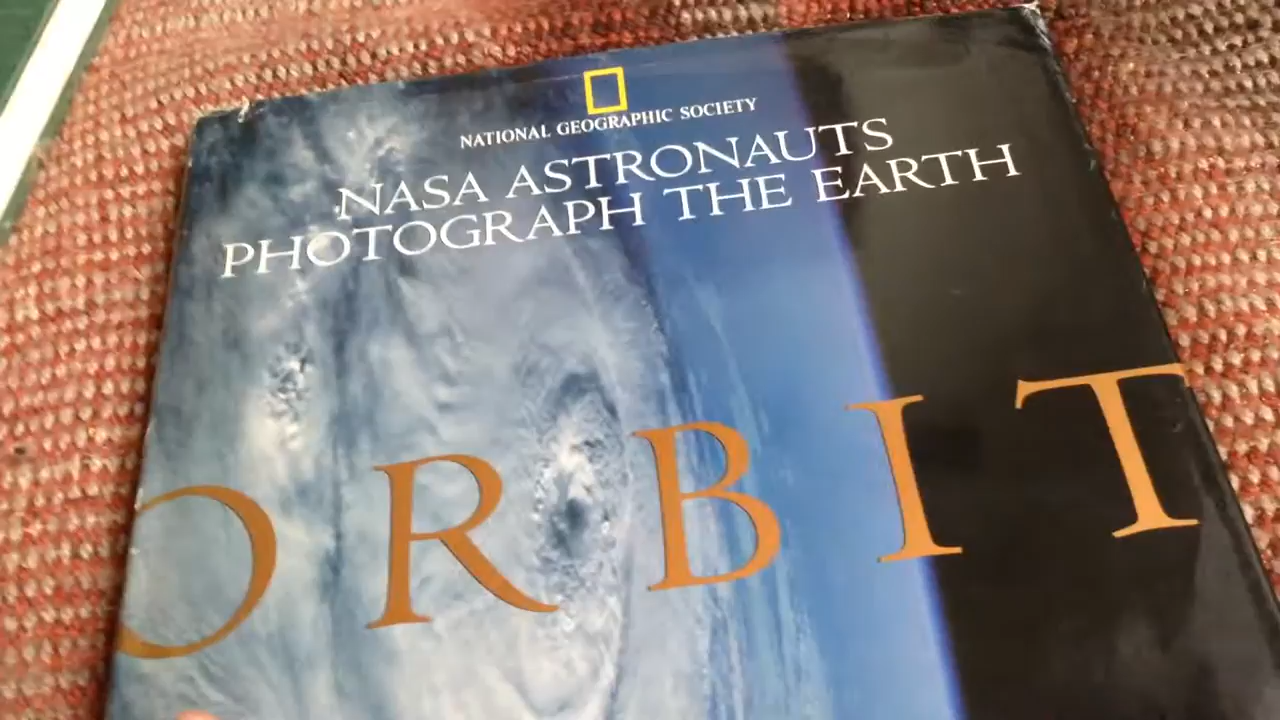 NATIONAL GEOGRAPHIC SOCIETY
NASA ASTRONAUTS
PHOTOGRAPH THE EARTH
ORBIT